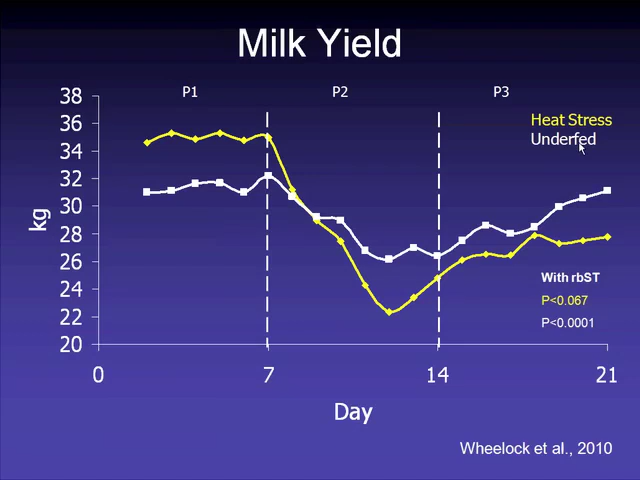 Milk Yield
P1 P2 P3
38
36
34
32
30
28
26
24
22
20
kg
Heat Stress
Underfed
With rbST
P<0.067
P<0.0001
0 7 14 21
Day
Wheelock et al., 2010